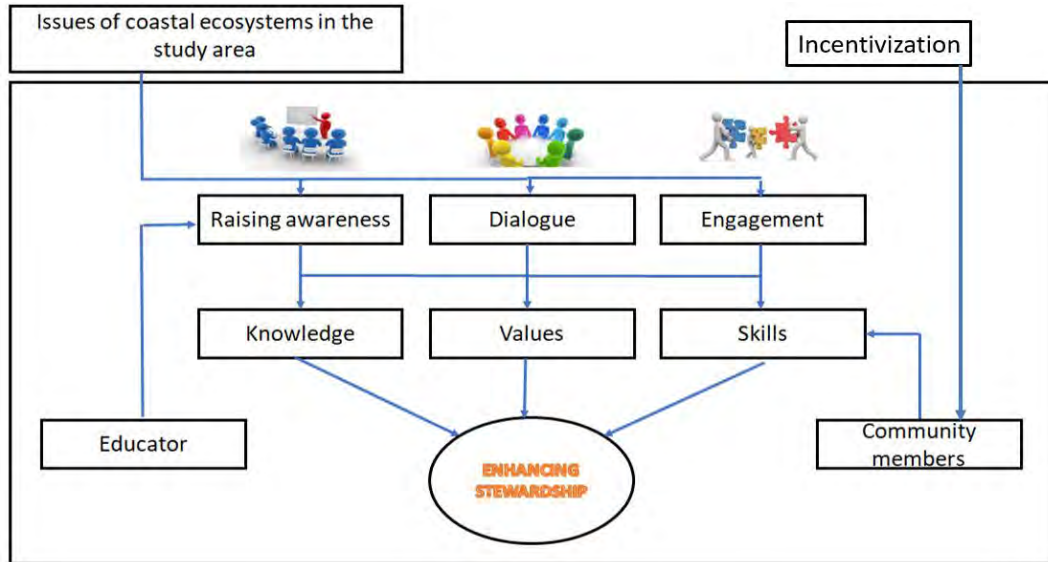 Issues of coastal ecosystems in the
study area
Incentivization
Raising awareness
Dialogue
Engagement
Knowledge
Values
Skills
Educator
Community
members
ENHANCING
STEWARDSHIP